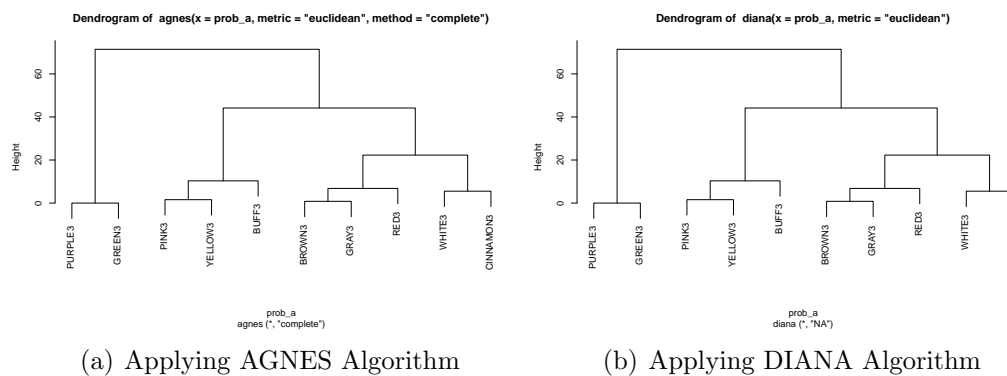 Dendrogram of agnes(x = prob_a, metric = "euclidean", method = "complete")
Height
0
20
40
60
PURPLE3
GREEN3
PINK3
YELLOW3
BUFF3
BROWN3
GRAY3
RED3
WHITE3
CINNAMON3
prob_a
agnes (*, "complete")
(a) Applying AGNES Algorithm
Dendrogram of diana(x = prob_a, metric = "euclidean")
Height
0
20
40
60
PURPLE3
GREEN3
PINK3
YELLOW3
BUFF3
BROWN3
GRAY3
RED3
WHITE3
prob_a
diana (*, "NA")
(b) Applying DIANA Algorithm